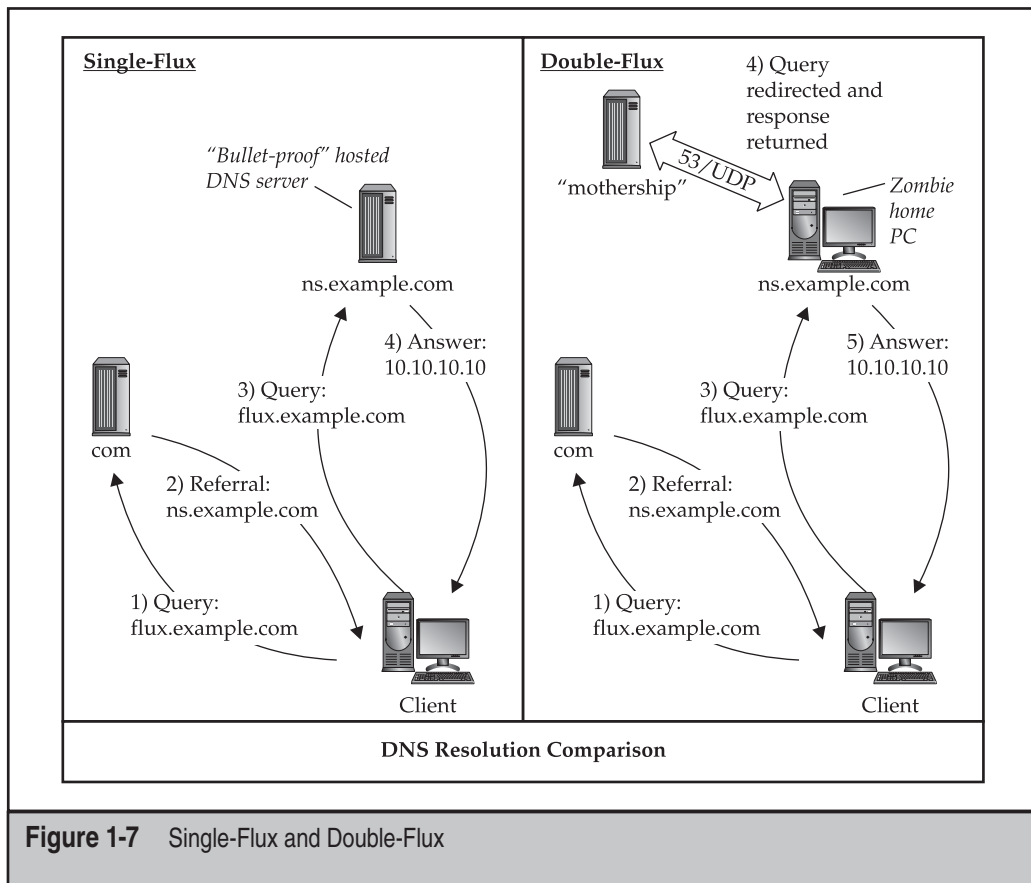 Single-Flux
"Bullet-proof" hosted
DNS server
ns.example.com
4) Answer:
10.10.10.10
3) Query:
flux.example.com
com
2) Referral:
ns.example.com
1) Query:
flux.example.com
Client
Double-Flux
4) Query
redirected and
response
returned
53/UDP
"mothership"
Zombie
home
PC
ns.example.com
5) Answer:
10.10.10.10
3) Query:
flux.example.com
com
2) Referral:
ns.example.com
1) Query:
flux.example.com
Client
DNS Resolution Comparison
Figure 1-7 Single-Flux and Double-Flux